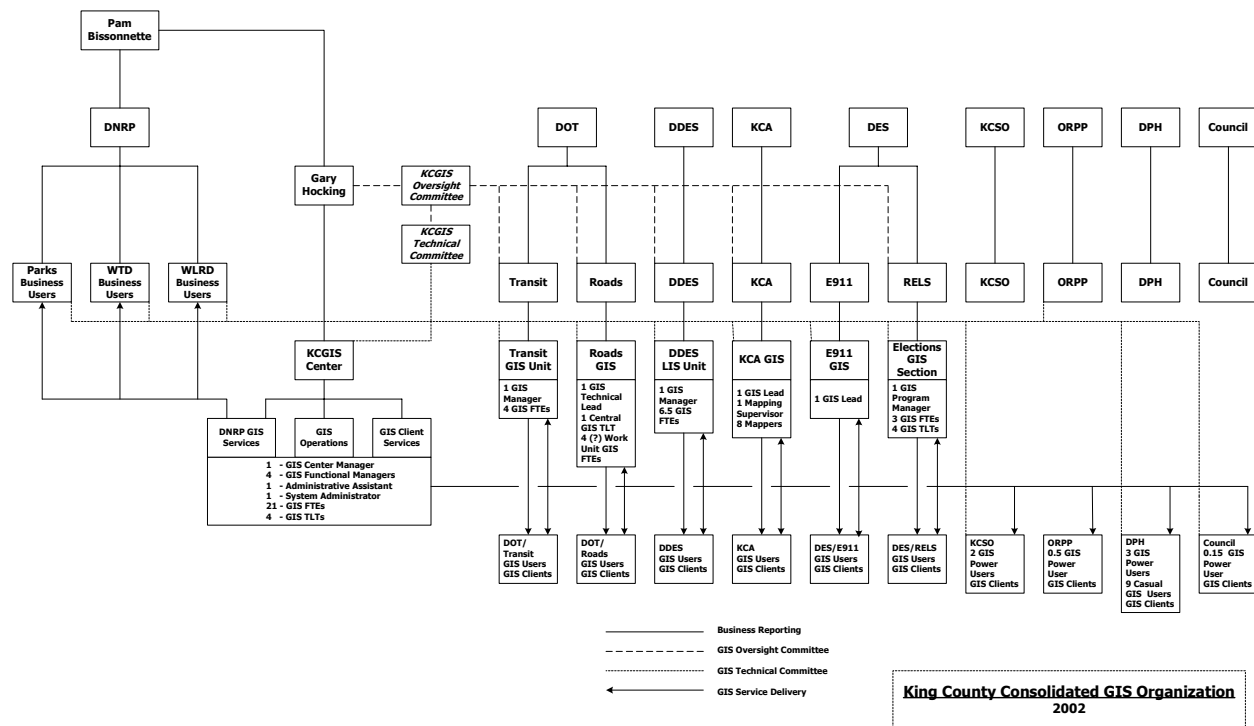 Pam
Bissonnette
DNRP
DOT
DDES
KCA
DES
KCSO
ORPP
DPH
Council
Gary
Hocking
KCGIS
Oversight
Committee
KCGIS
Technical
Committee
Parks
Business
Users
WTD
Business
Users
WLRD
Business
Users
Transit
Roads
DDES
KCA
E911
RELS
KCSO
ORPP
DPH
Council
KCGIS
Center
Transit
GIS Unit
1 GIS
Manager
4 GIS FTEs
Roads
GIS
1 GIS
Technical
Lead
1 Central
GIS TLT
4 (?) Work
Unit GIS
FTEs
DDES
LIS Unit
1 GIS
Manager
6.5 GIS
FTEs
KCA GIS
1 GIS Lead
1 Mapping
Supervisor
8 Mappers
E911
GIS
1 GIS Lead
Elections
GIS
Section
1 GIS
Program
Manager
3 GIS FTEs
4 GIS TLTs
DNRP GIS
Services
GIS
Operations
GIS Client
Services
1 - GIS Center Manager
4 - GIS Functional Managers
1 - Administrative Assistant
1 - System Administrator
21 - GIS FTEs
4 - GIS TLTs
DOT/
Transit
GIS Users
GIS Clients
DOT/
Roads
GIS Users
GIS Clients
DDES
GIS Users
GIS Clients
KCA
GIS Users
GIS Clients
DES/E911
GIS Users
GIS Clients
DES/RELS
GIS Users
GIS Clients
KCSO
2 GIS
Power
Users
GIS Clients
ORPP
0.5 GIS
Power
User
GIS Clients
DPH
3 GIS
Power
Users
9 Casual
GIS Users
GIS Clients
Council
0.15 GIS
Power
User
GIS Clients
Business Reporting
GIS Oversight Committee
GIS Technical Committee
GIS Service Delivery
King County Consolidated GIS Organization
2002